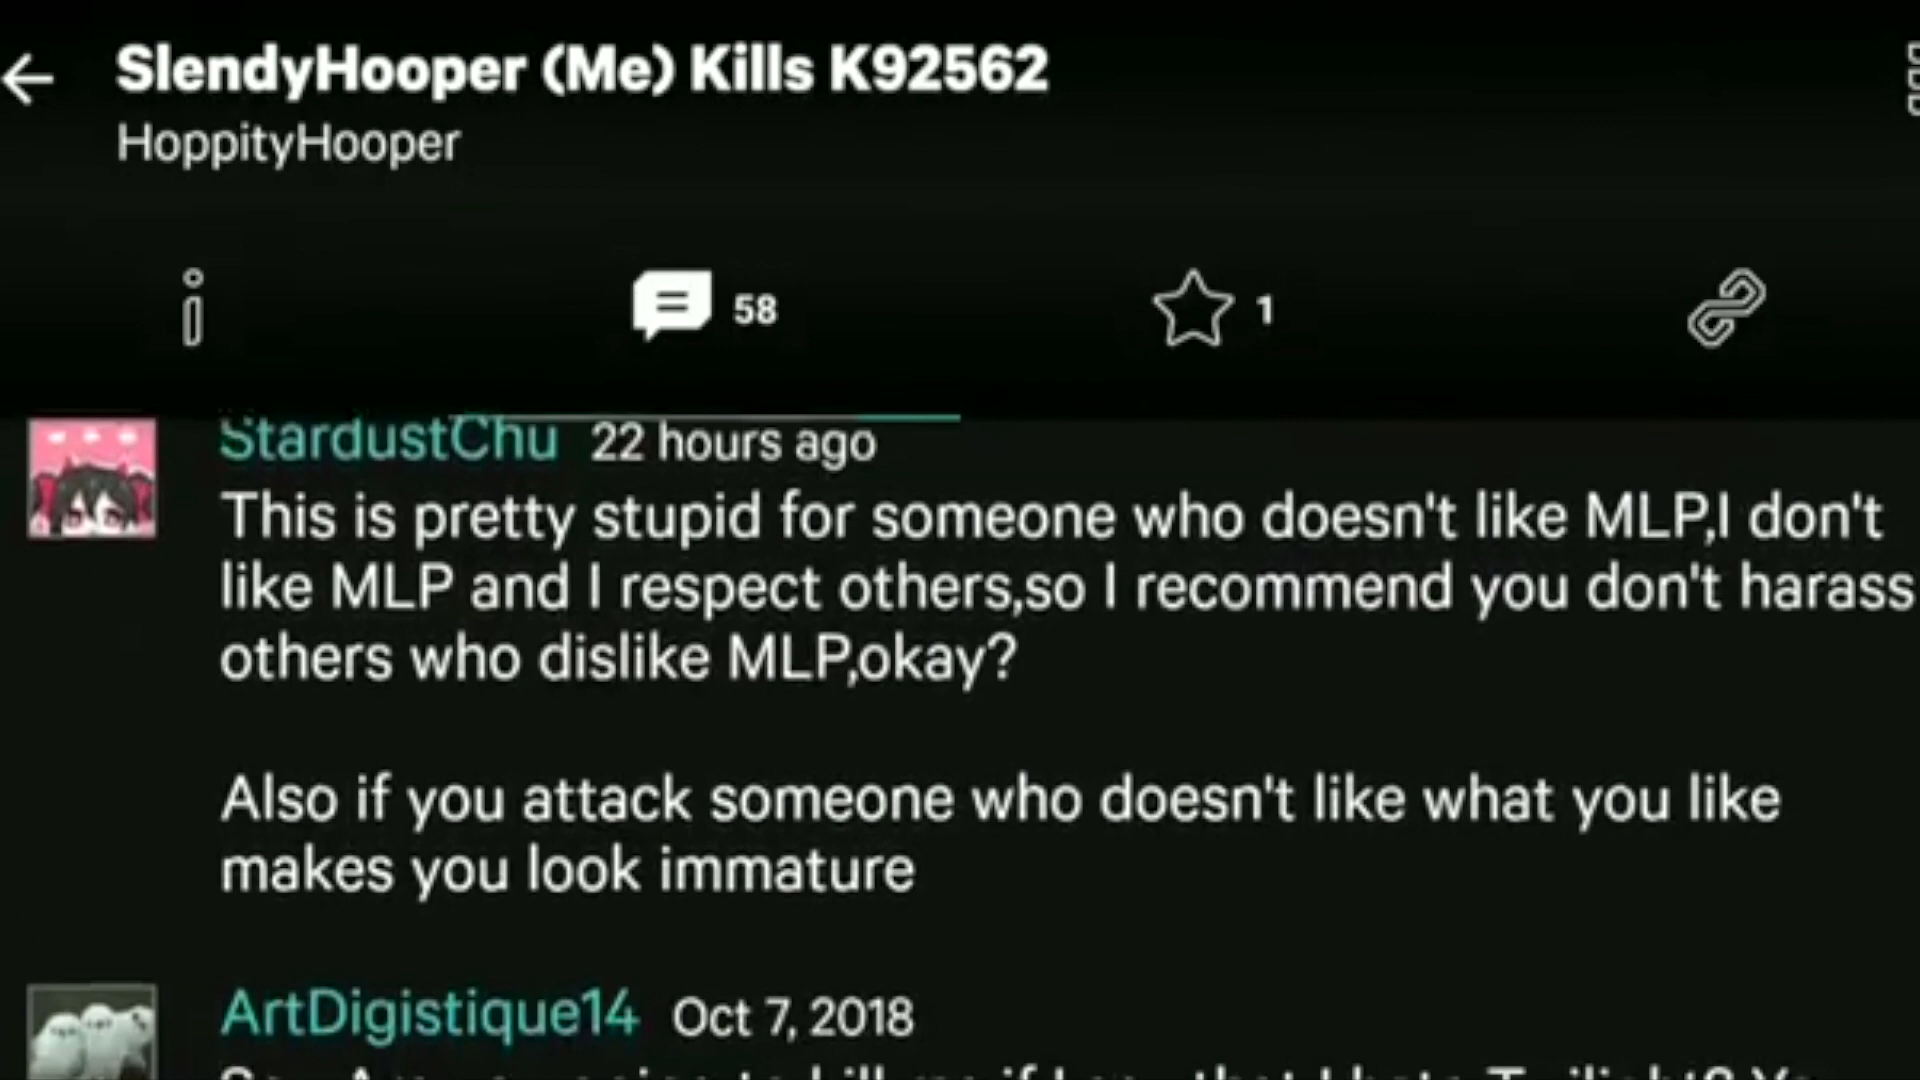 SlendyHooper (Me) Kills K92562
HoppityHooper
58
1
StardustChu 22 hours ago
This is pretty stupid for someone who doesn't like MLP,I don't
like MLP and I respect others,so I recommend you don't harass
others who dislike MLP,okay?
Also if you attack someone who doesn't like what you like
makes you look immature
ArtDigistique14 Oct 7, 2018